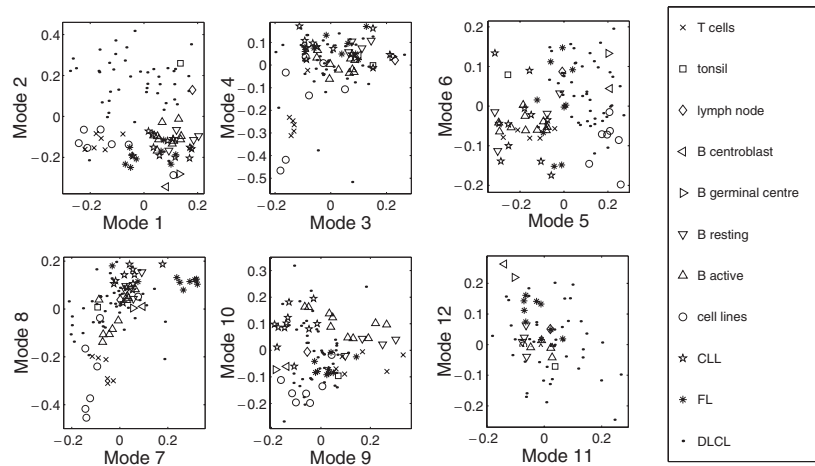 0.4
0.2
0
−0.2
−0.2 0 0.2
Mode 2
Mode 1
0.1
0
−0.1
−0.2
−0.3
−0.4
−0.5
−0.2 0 0.2
Mode 4
Mode 3
0.2
0.1
0
−0.1
−0.2
−0.2 0 0.2
Mode 6
Mode 5
0.2
0
−0.2
−0.4
−0.2 0 0.2
Mode 8
Mode 7
0.3
0.2
0.1
0
−0.1
−0.2
−0.2 0 0.2
Mode 10
Mode 9
0.2
0.1
0
−0.1
−0.2
−0.2 0 0.2
Mode 12
Mode 11
T cells
tonsil
lymph node
B centroblast
B germinal centre
B resting
B active
cell lines
CLL
FL
DLCL